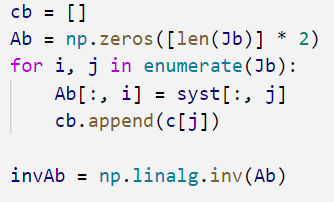 cb = []
Ab = np.zeros([len(Jb)] * 2)
for i, j in enumerate(Jb):
    Ab[:, i] = syst[:, j]
    cb.append(c[j])
invAb = np.linalg.inv(Ab)